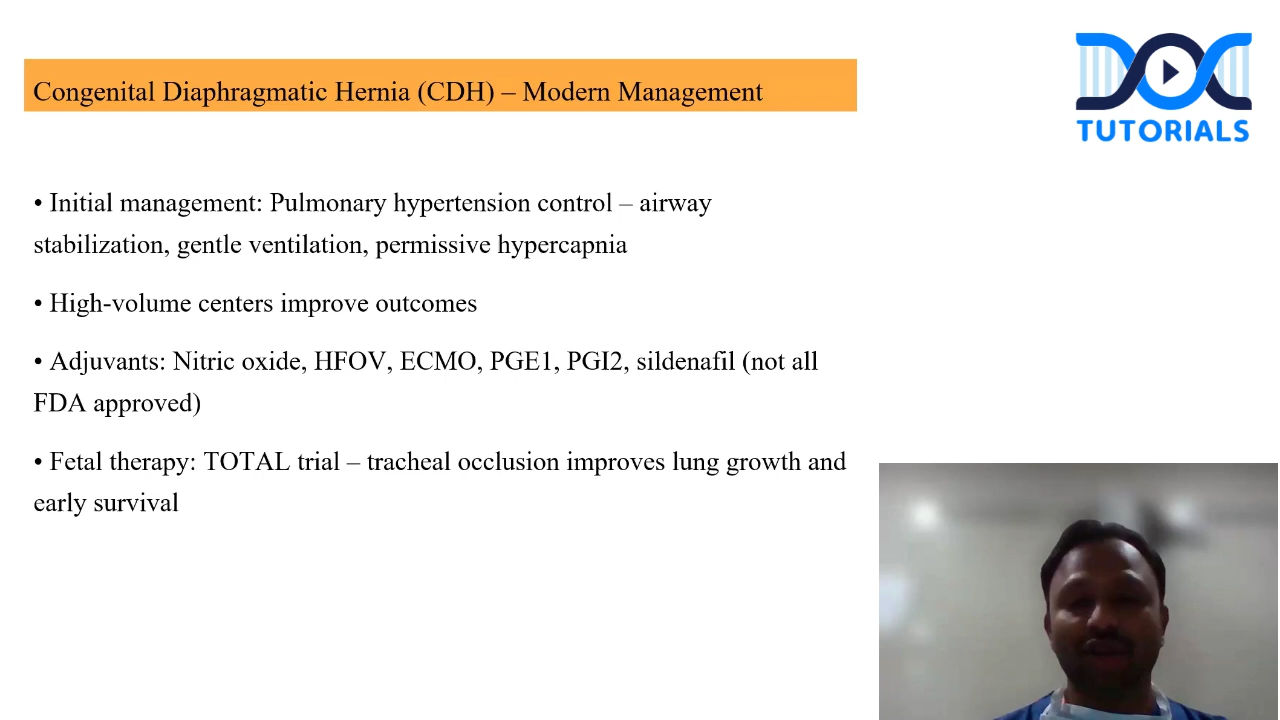 Congenital Diaphragmatic Hernia (CDH) – Modern Management
TUTORIALS
• Initial management: Pulmonary hypertension control – airway
stabilization, gentle ventilation, permissive hypercapnia
• High-volume centers improve outcomes
• Adjuvants: Nitric oxide, HFOV, ECMO, PGE1, PGI2, sildenafil (not all
FDA approved)
• Fetal therapy: TOTAL trial – tracheal occlusion improves lung growth and
early survival